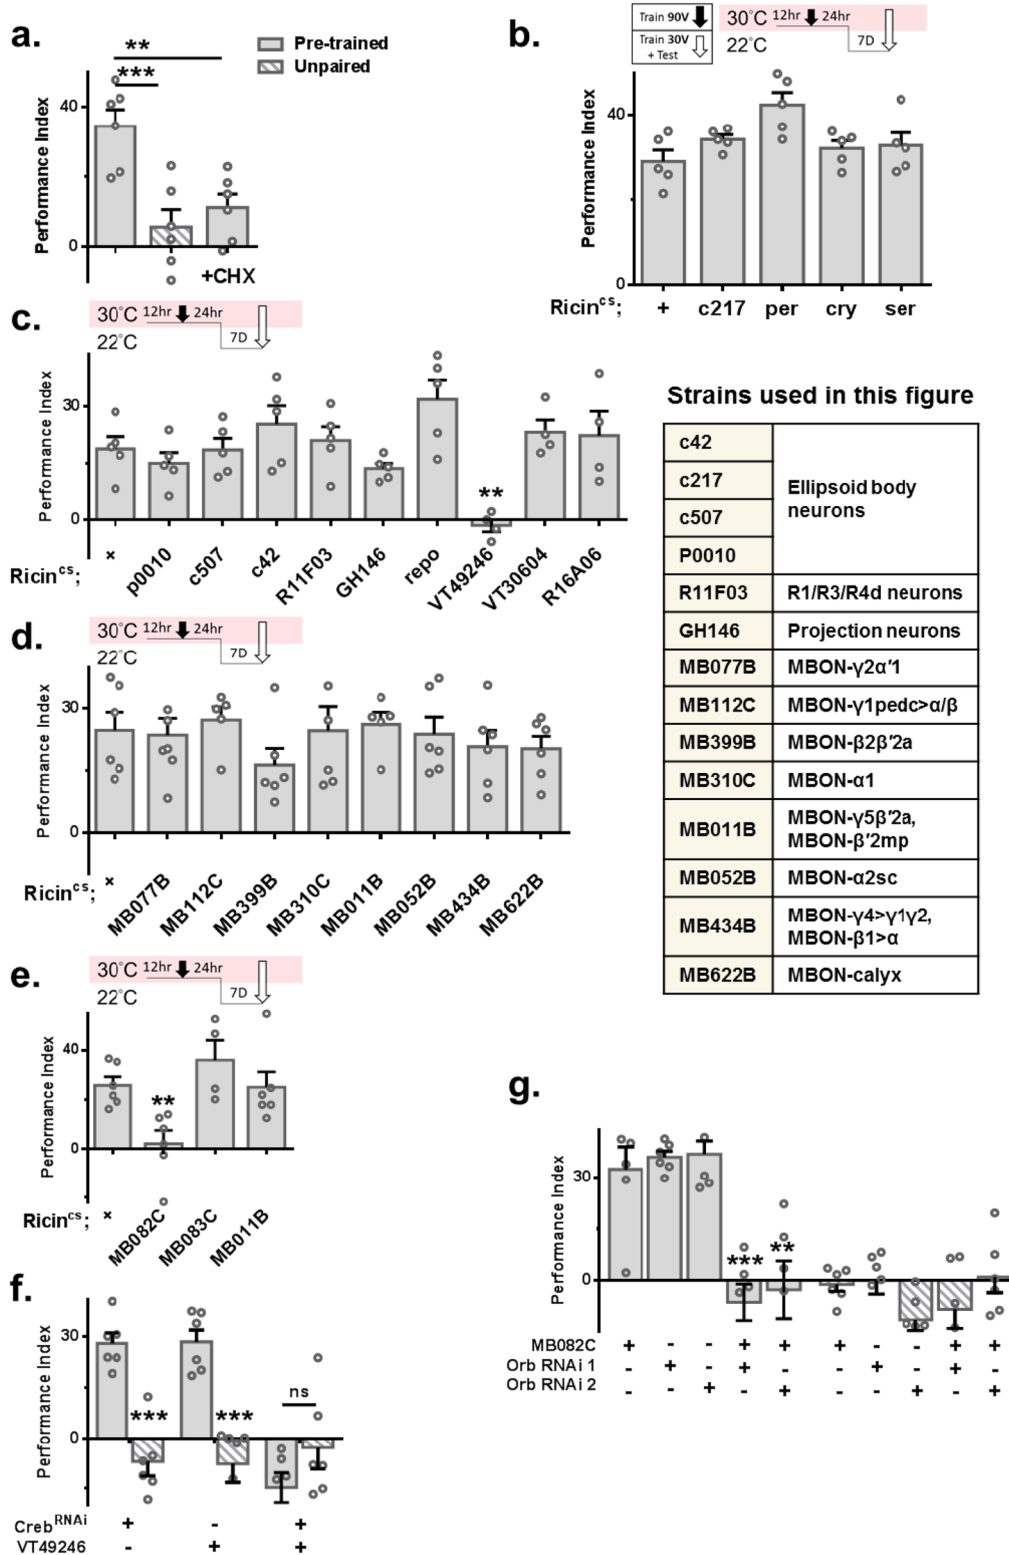 a.
**
***
Pre-trained
Unpaired
Performance Index
40
0
+CHX
b.
Train 90V
Train 30V
+ Test
30°C 12hr 24hr
22°C 7D
Performance Index
40
0
Ricin^cs; + c217 per cry ser
c.
30°C 12hr 24hr
22°C 7D
Performance Index
30
0
**
Ricin^cs; + p0010 c507 c42 R11F03 GH146 repo VT49246 VT30604 R16A06
Strains used in this figure
c42
c217
c507
P0010
Ellipsoid body
neurons
R11F03 R1/R3/R4d neurons
GH146 Projection neurons
MB077B MBON-γ2α′1
MB112C MBON-γ1pedc>α/β
MB399B MBON-β2β′2a
MB310C MBON-α1
MB011B MBON-γ5β′2a,
MBON-β′2mp
MB052B MBON-α2sc
MB434B MBON-γ4>γ1γ2,
MBON-β1>α
MB622B MBON-calyx
d.
30°C 12hr 24hr
22°C 7D
Performance Index
30
0
Ricin^cs; + MB077B MB112C MB399B MB310C MB011B MB052B MB434B MB622B
e.
30°C 12hr 24hr
22°C 7D
Performance Index
40
0
**
Ricin^cs; + MB082C MB083C MB011B
f.
Performance Index
30
0
*** *** ns
Creb^RNAi + - +
VT49246 - + +
g.
Performance Index
30
0
*** **
MB082C + - - + + + - - + +
Orb RNAi 1 - + - + - - + - + -
Orb RNAi 2 - - + - + - - + - +